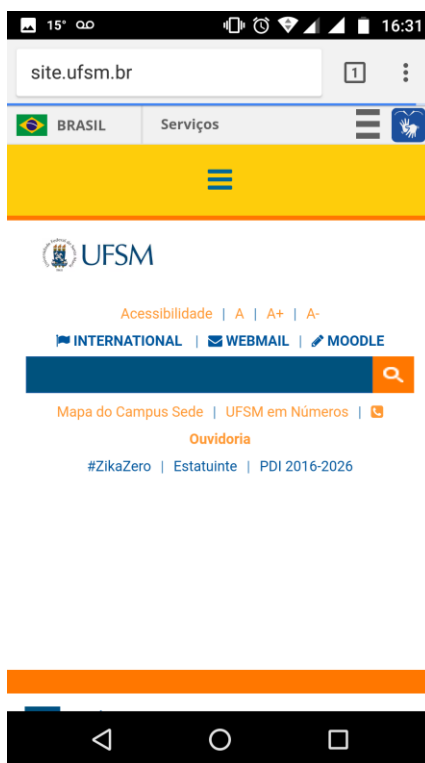 15° 16:31
site.ufsm.br 1
BRASIL Serviços
UFSM
Acessibilidade | A | A+ | A-
INTERNATIONAL | WEBMAIL | MOODLE
Mapa do Campus Sede | UFSM em Números |
Ouvidoria
#ZikaZero | Estatuinte | PDI 2016-2026